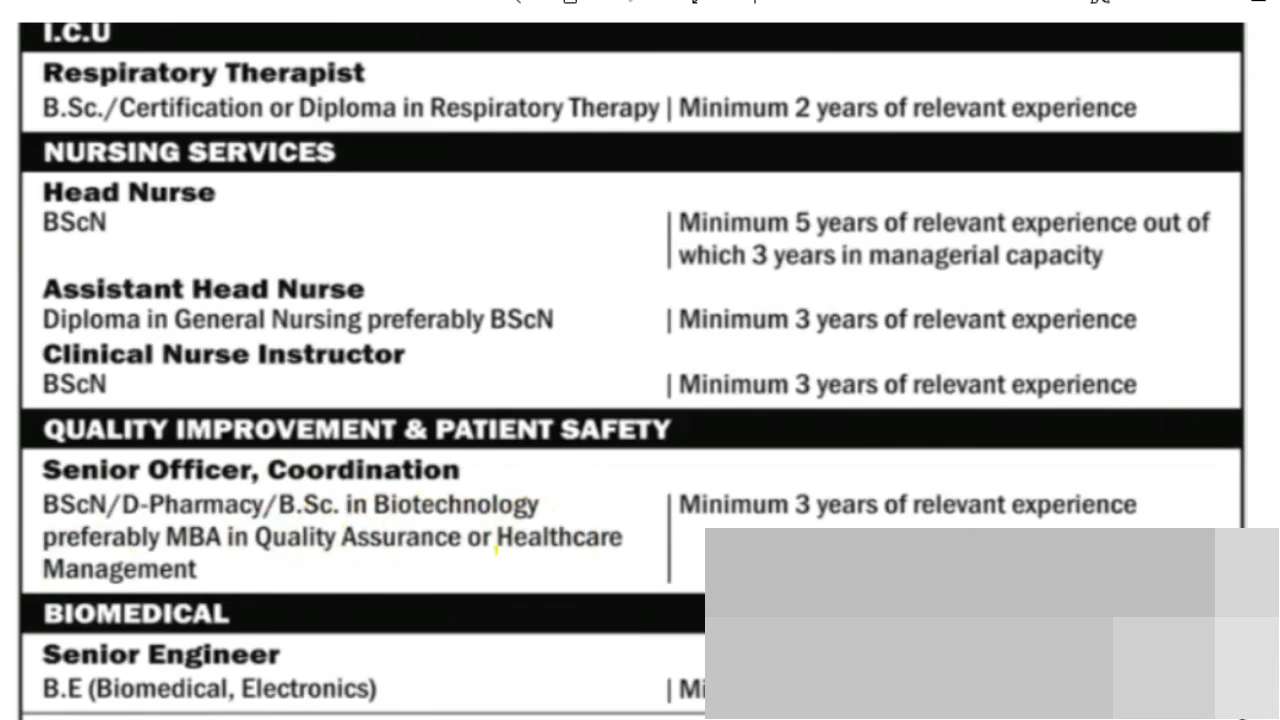 I.C.U
Respiratory Therapist
B.Sc./Certification or Diploma in Respiratory Therapy | Minimum 2 years of relevant experience
NURSING SERVICES
Head Nurse
BScN | Minimum 5 years of relevant experience out of
which 3 years in managerial capacity
Assistant Head Nurse
Diploma in General Nursing preferably BScN | Minimum 3 years of relevant experience
Clinical Nurse Instructor
BScN | Minimum 3 years of relevant experience
QUALITY IMPROVEMENT & PATIENT SAFETY
Senior Officer, Coordination
BScN/D-Pharmacy/B.Sc. in Biotechnology | Minimum 3 years of relevant experience
preferably MBA in Quality Assurance or Healthcare
Management
BIOMEDICAL
Senior Engineer
B.E (Biomedical, Electronics) |